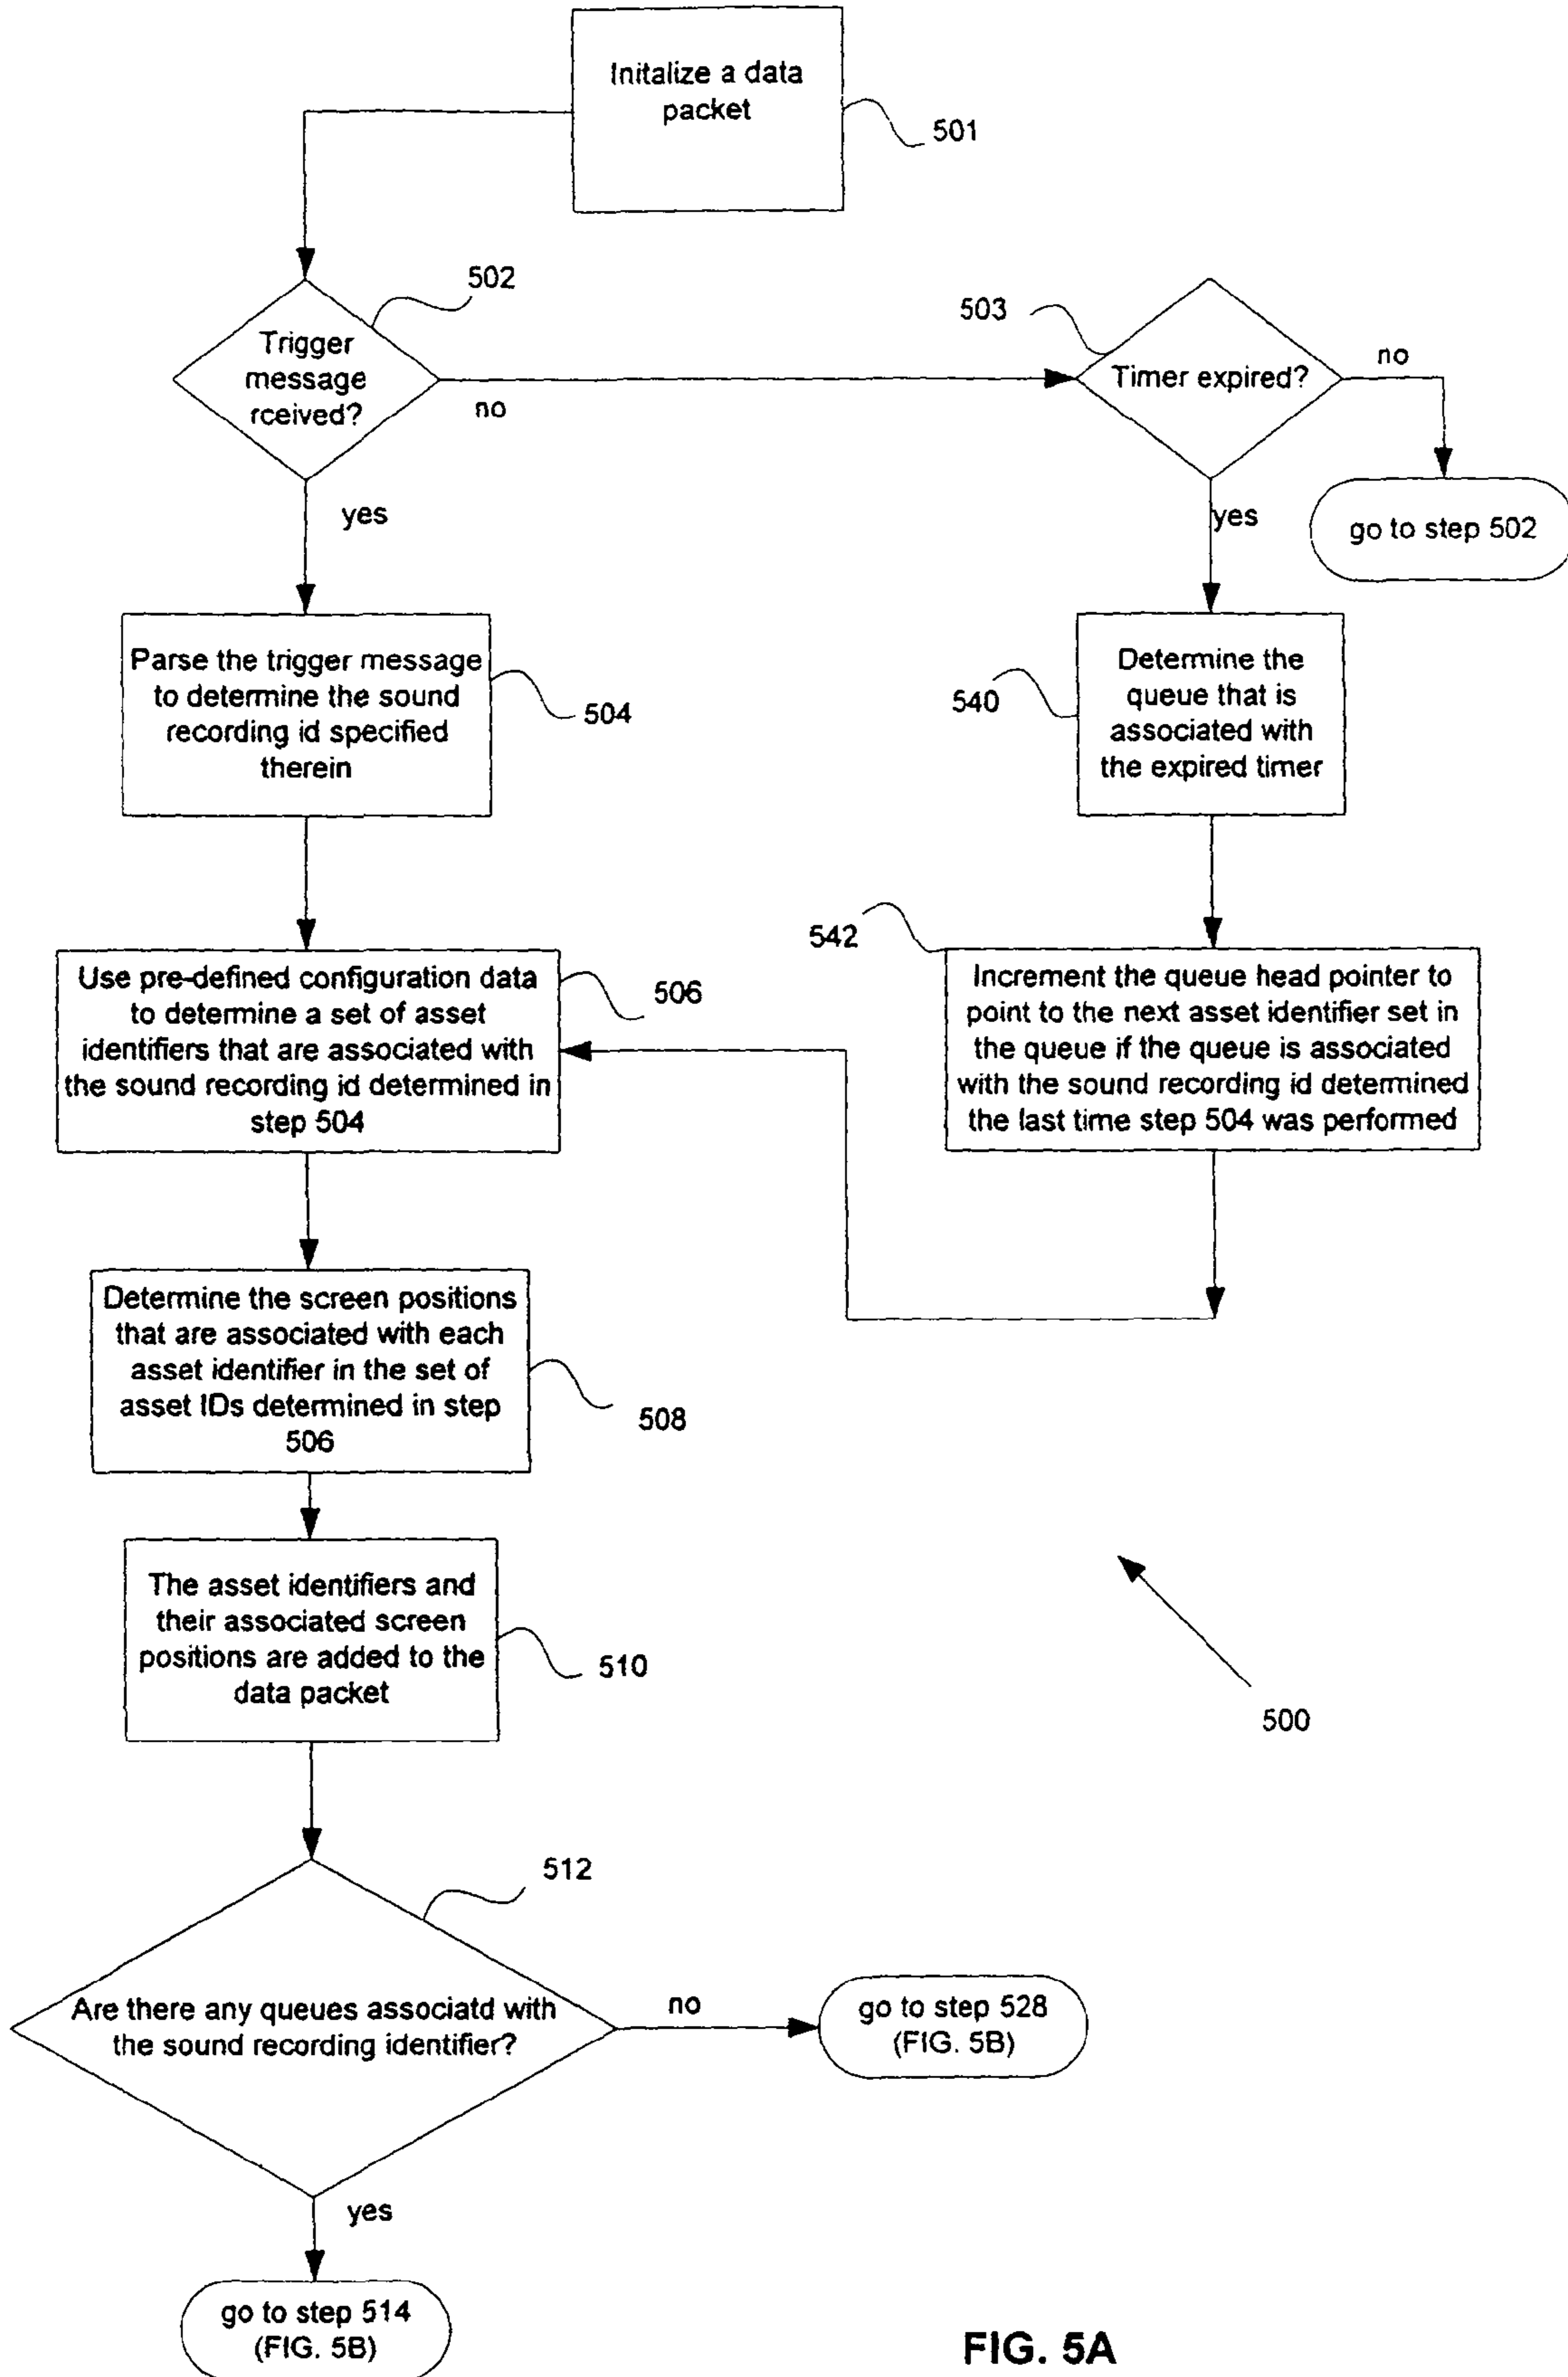 Initalize a data
packet
501
502
Trigger
message
rceived?
no
yes
503
Timer expired?
no
go to step 502
yes
Parse the trigger message
to determine the sound
recording id specified
therein
504
540
Determine the
queue that is
associated with
the expired timer
Use pre-defined configuration data
to determine a set of asset
identifiers that are associated with
the sound recording id determined in
step 504
506
542
Increment the queue head pointer to
point to the next asset identifier set in
the queue if the queue is associated
with the sound recording id determined
the last time step 504 was performed
Determine the screen positions
that are associated with each
asset identifier in the set of
asset IDs determined in step
506
508
The asset identifiers and
their associated screen
positions are added to the
data packet
510
500
512
Are there any queues associatd with
the sound recording identifier?
no
go to step 528
(FIG. 5B)
yes
go to step 514
(FIG. 5B)
FIG. 5A